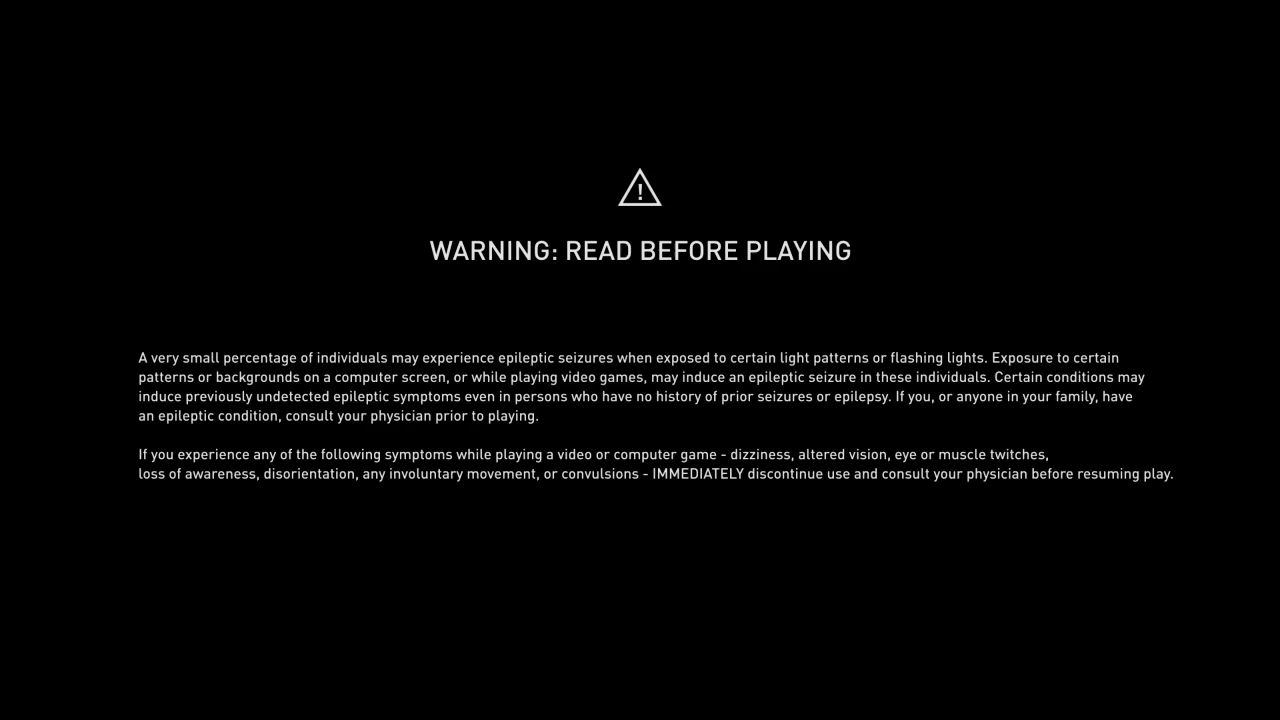 !
WARNING: READ BEFORE PLAYING
A very small percentage of individuals may experience epileptic seizures when exposed to certain light patterns or flashing lights. Exposure to certain
patterns or backgrounds on a computer screen, or while playing video games, may induce an epileptic seizure in these individuals. Certain conditions may
induce previously undetected epileptic symptoms even in persons who have no history of prior seizures or epilepsy. If you, or anyone in your family, have
an epileptic condition, consult your physician prior to playing.
If you experience any of the following symptoms while playing a video or computer game - dizziness, altered vision, eye or muscle twitches,
loss of awareness, disorientation, any involuntary movement, or convulsions - IMMEDIATELY discontinue use and consult your physician before resuming play.